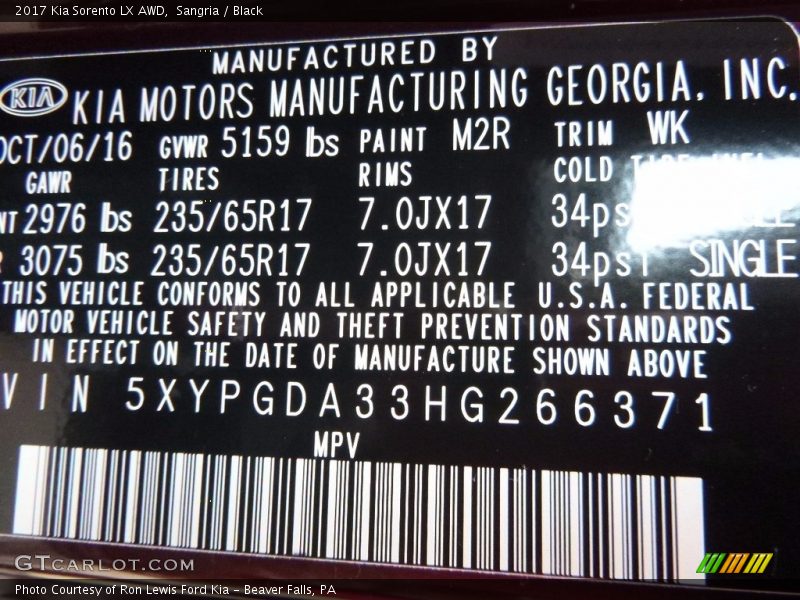 2017 Kia Sorento LX AWD, Sangria / Black
MANUFACTURED BY
KIA KIA MOTORS MANUFACTURING GEORGIA, INC.
OCT/06/16 GVWR 5159 lbs PAINT M2R TRIM WK
GAWR TIRES RIMS COLD
2976 lbs 235/65R17 7.0JX17 34psi
3075 lbs 235/65R17 7.0JX17 34psi SINGLE
THIS VEHICLE CONFORMS TO ALL APPLICABLE U.S.A. FEDERAL
MOTOR VEHICLE SAFETY AND THEFT PREVENTION STANDARDS
IN EFFECT ON THE DATE OF MANUFACTURE SHOWN ABOVE
VIN 5XYPGDA33HG266371
MPV
GTCARLOT.COM
Photo Courtesy of Ron Lewis Ford Kia – Beaver Falls, PA